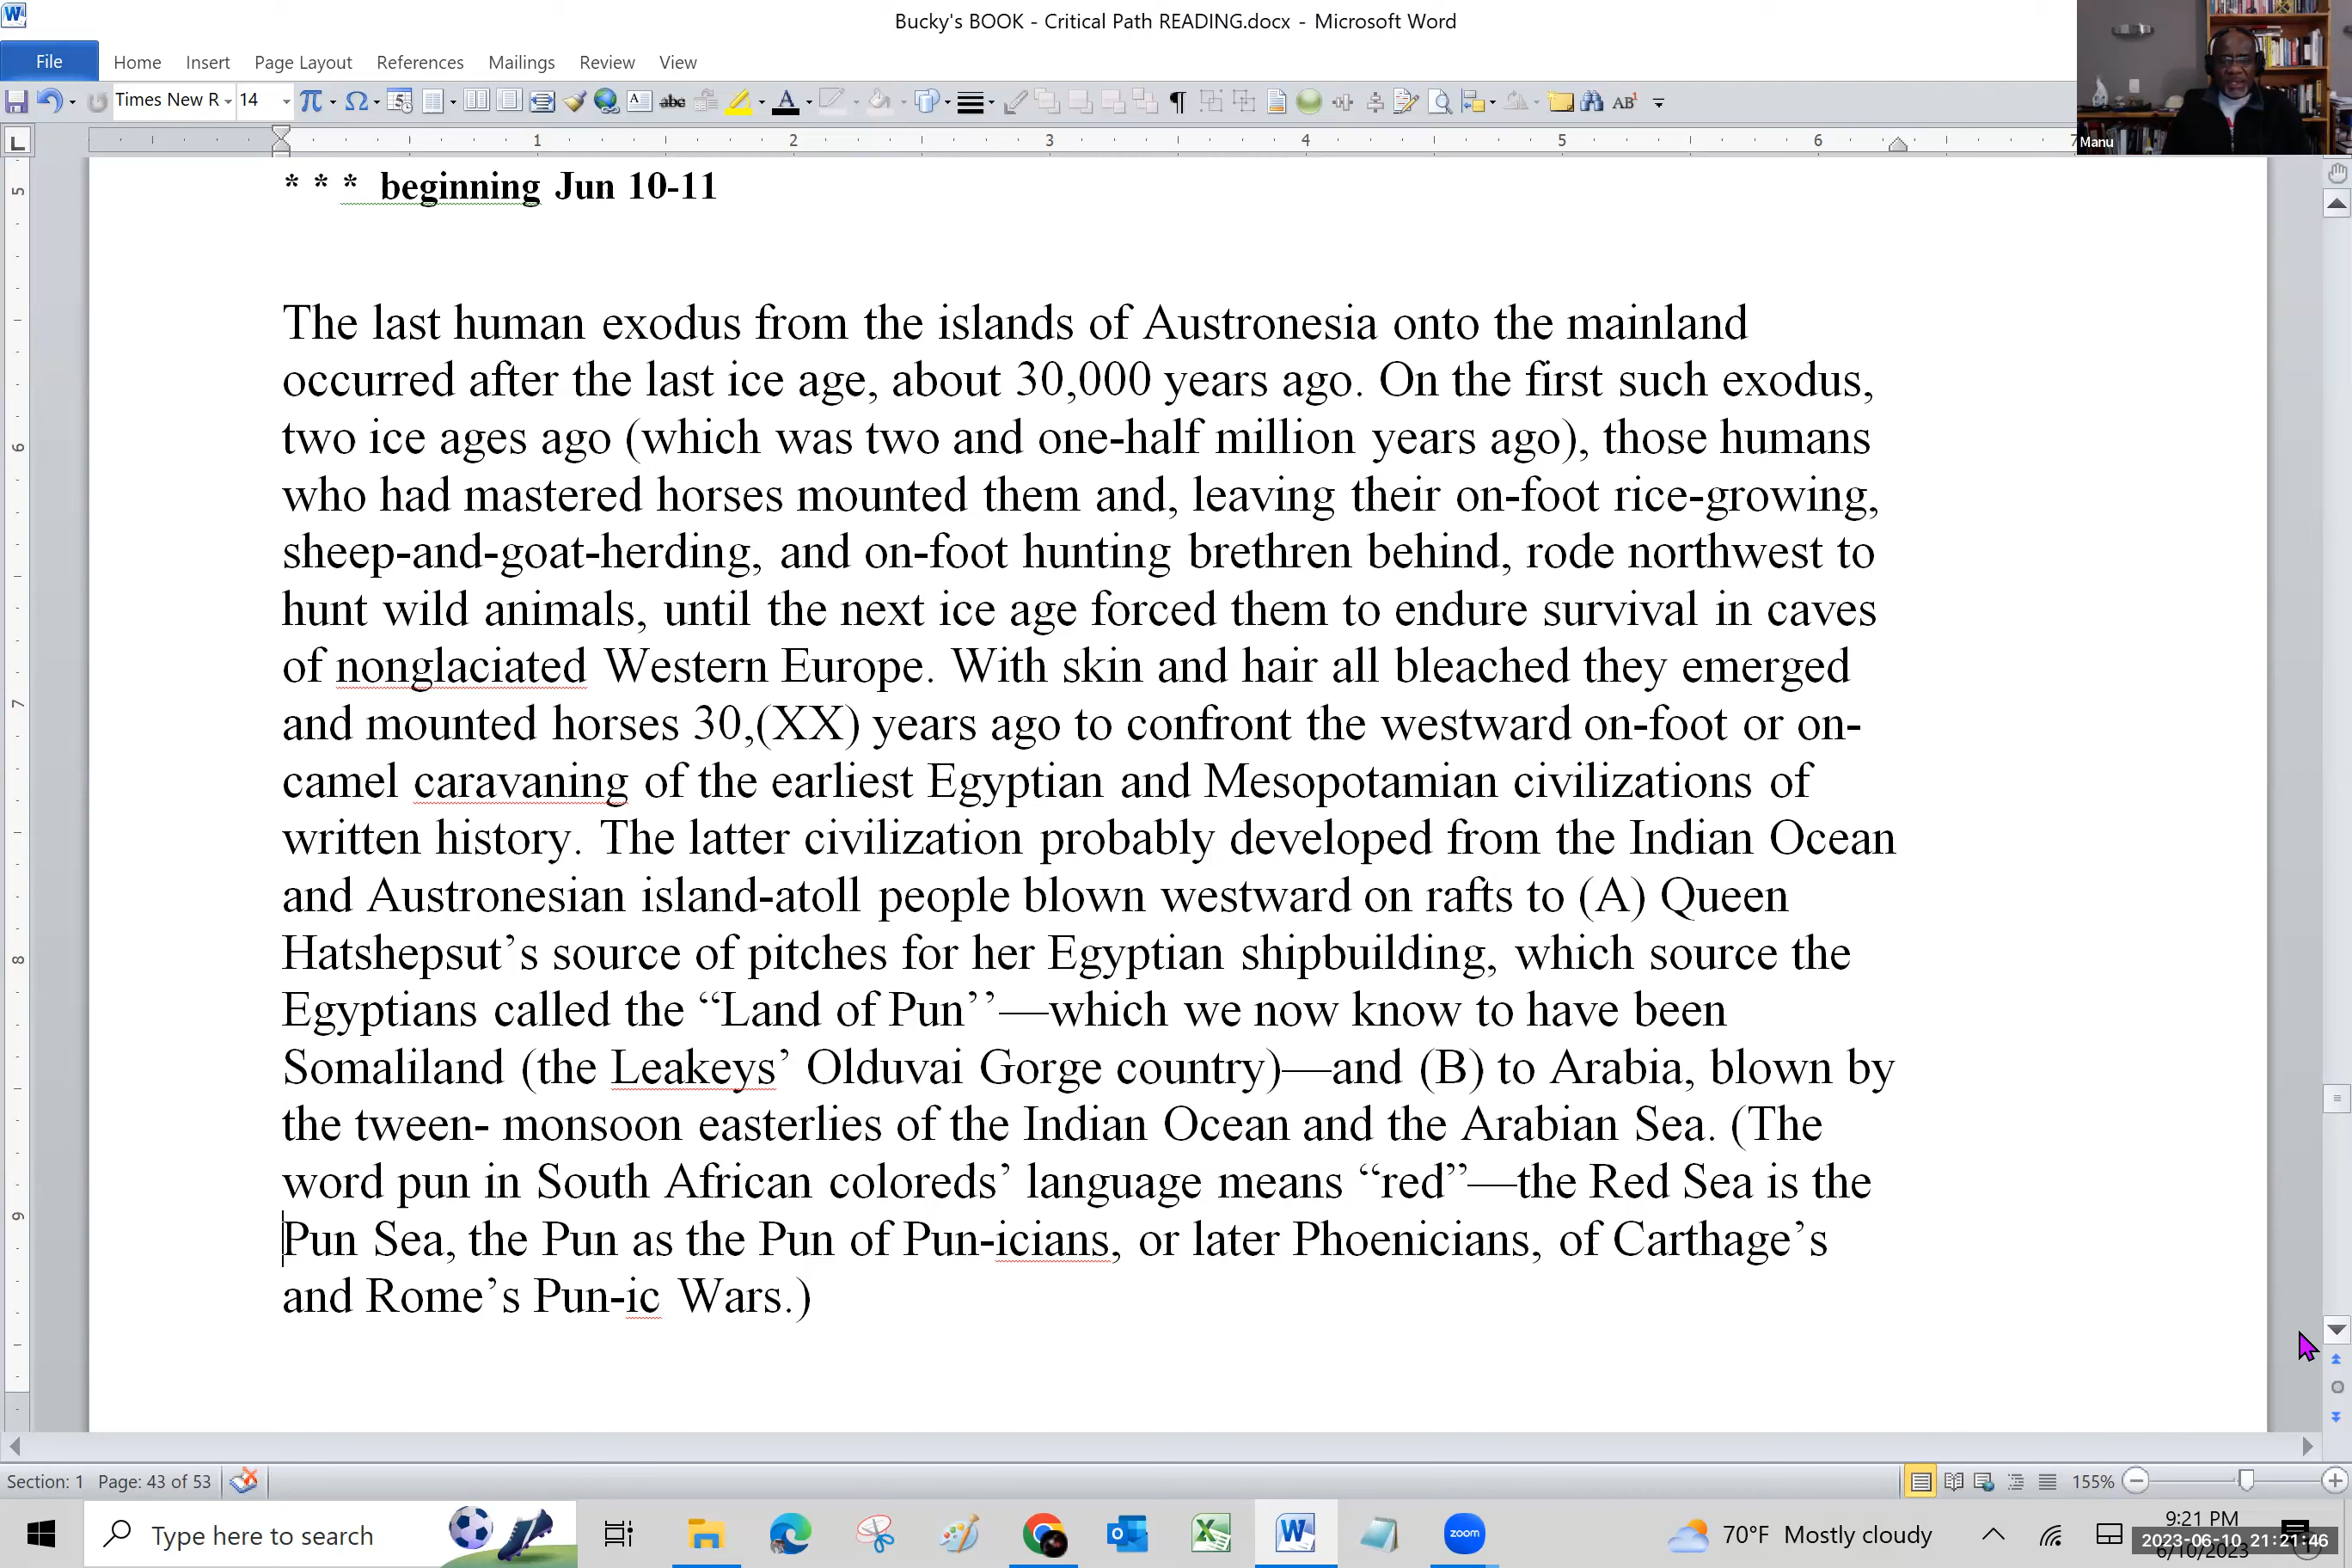 Bucky's BOOK - Critical Path READING.docx - Microsoft Word
File Home Insert Page Layout References Mailings Review View
Times New R 14
Manu
1 2 3 4 5 6 7
* * * beginning Jun 10-11
The last human exodus from the islands of Austronesia onto the mainland
occurred after the last ice age, about 30,000 years ago. On the first such exodus,
two ice ages ago (which was two and one-half million years ago), those humans
who had mastered horses mounted them and, leaving their on-foot rice-growing,
sheep-and-goat-herding, and on-foot hunting brethren behind, rode northwest to
hunt wild animals, until the next ice age forced them to endure survival in caves
of nonglaciated Western Europe. With skin and hair all bleached they emerged
and mounted horses 30,(XX) years ago to confront the westward on-foot or on-
camel caravaning of the earliest Egyptian and Mesopotamian civilizations of
written history. The latter civilization probably developed from the Indian Ocean
and Austronesian island-atoll people blown westward on rafts to (A) Queen
Hatshepsut’s source of pitches for her Egyptian shipbuilding, which source the
Egyptians called the “Land of Pun’’—which we now know to have been
Somaliland (the Leakeys’ Olduvai Gorge country)—and (B) to Arabia, blown by
the tween- monsoon easterlies of the Indian Ocean and the Arabian Sea. (The
word pun in South African coloreds’ language means “red”—the Red Sea is the
Pun Sea, the Pun as the Pun of Pun-icians, or later Phoenicians, of Carthage’s
and Rome’s Pun-ic Wars.)
Section: 1 Page: 43 of 53 155%
Type here to search
zoom
70°F Mostly cloudy
9:21 PM
2023-06-10 21:21:46